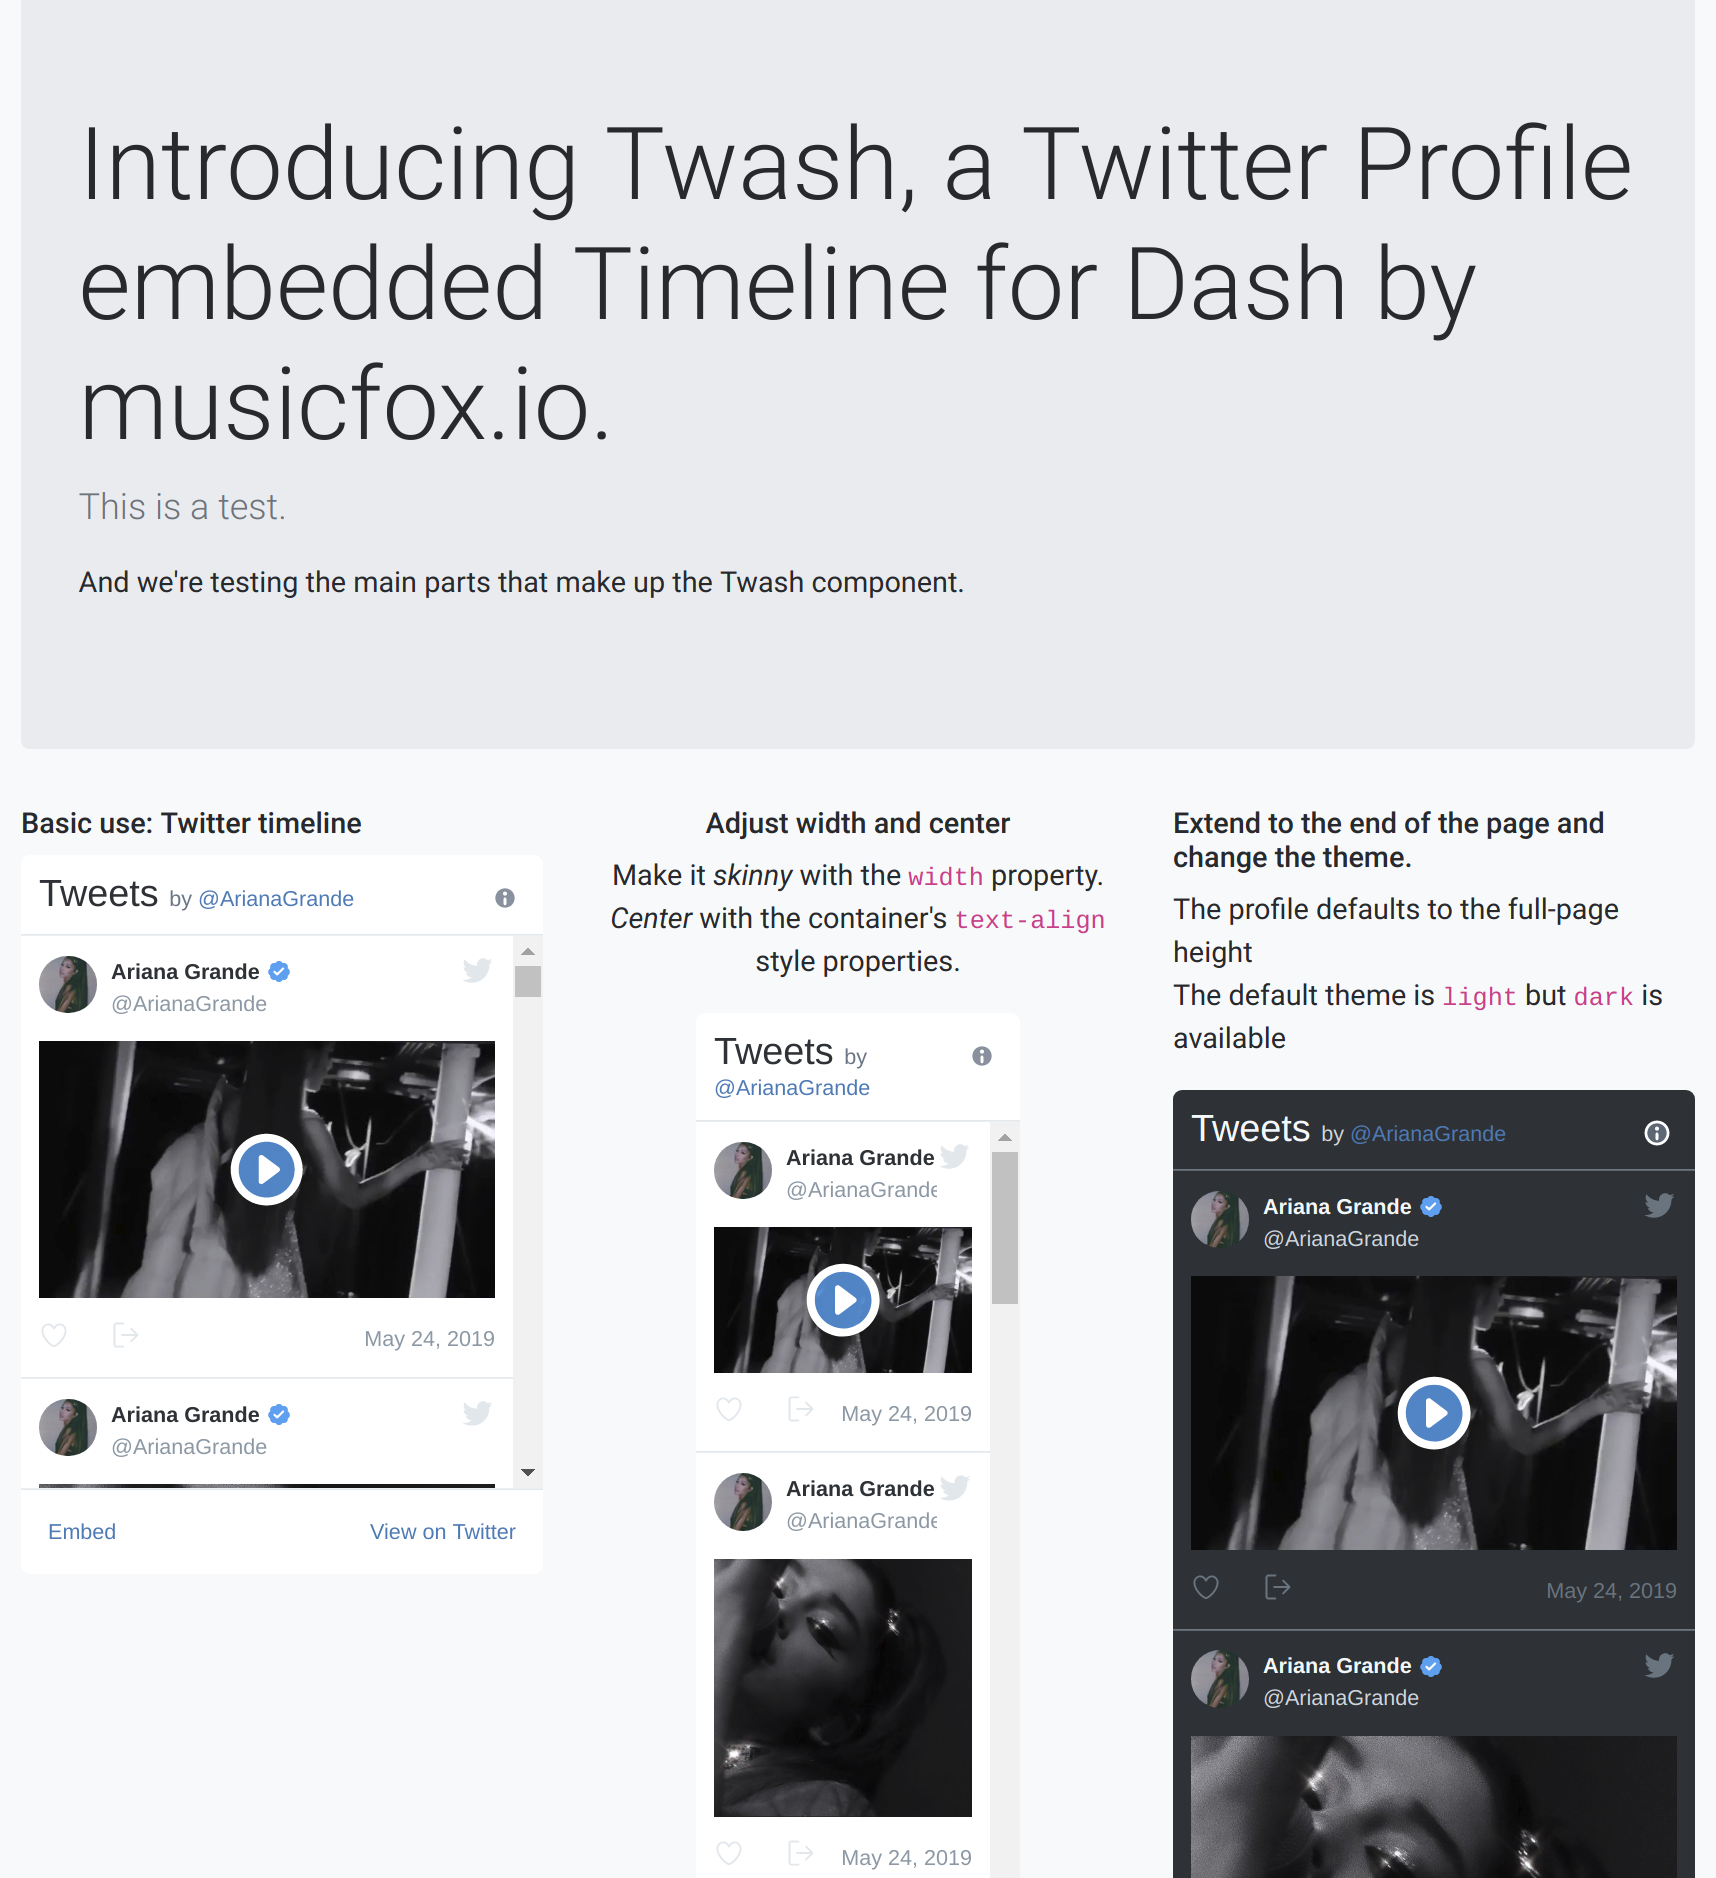 Introducing Twash, a Twitter Profile
embedded Timeline for Dash by
musicfox.io.
This is a test.
And we're testing the main parts that make up the Twash component.
Basic use: Twitter timeline
Tweets by @ArianaGrande
Ariana Grande
@ArianaGrande
May 24, 2019
Ariana Grande
@ArianaGrande
Embed
View on Twitter
Adjust width and center
Make it skinny with the width property.
Center with the container's text-align
style properties.
Tweets by
@ArianaGrande
Ariana Grande
@ArianaGrande
May 24, 2019
Ariana Grande
@ArianaGrande
May 24, 2019
Extend to the end of the page and
change the theme.
The profile defaults to the full-page
height
The default theme is light but dark is
available
Tweets by @ArianaGrande
Ariana Grande
@ArianaGrande
May 24, 2019
Ariana Grande
@ArianaGrande